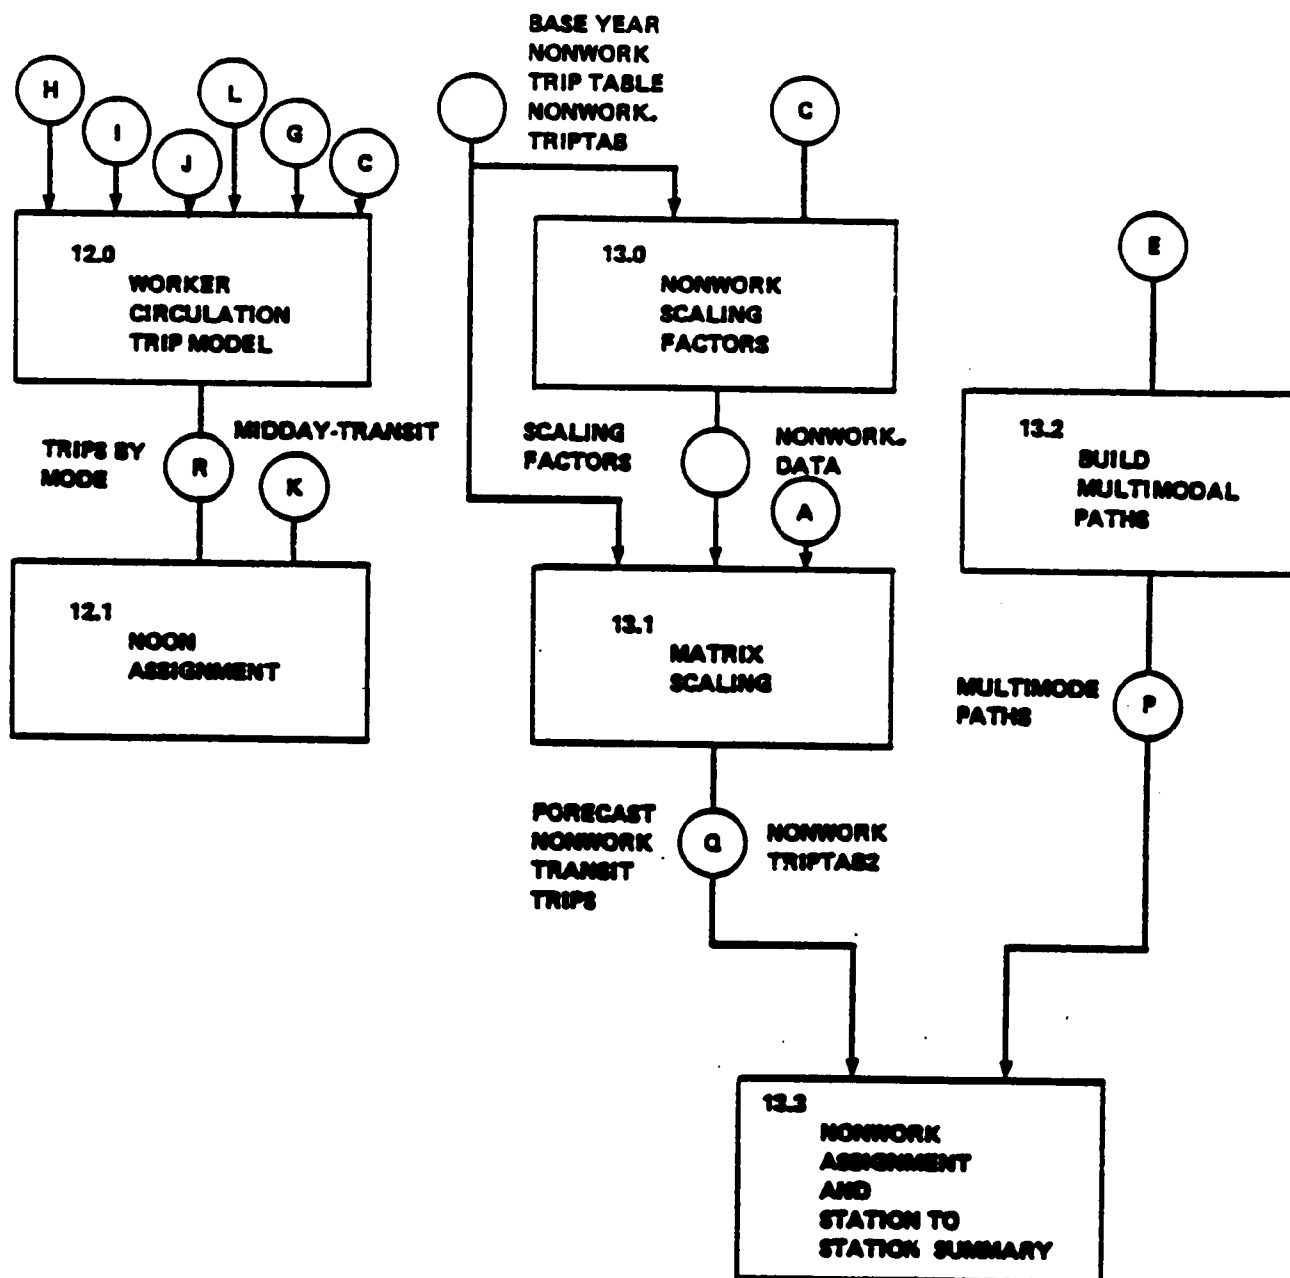 BASE YEAR
NONWORK
TRIP TABLE
NONWORK-
TRIPTAB
H
I
J
L
G
C
C
12.0
WORKER
CIRCULATION
TRIP MODEL
13.0
NONWORK
SCALING
FACTORS
E
TRIPS BY
MODE
R
MIDDAY-TRANSIT
K
SCALING
FACTORS
NONWORK-
DATA
A
13.2
BUILD
MULTIMODAL
PATHS
12.1
NOON
ASSIGNMENT
13.1
MATRIX
SCALING
MULTIMODE
PATHS
P
FORECAST
NONWORK
TRANSIT
TRIPS
Q
NONWORK
TRIPTAB2
13.3
NONWORK
ASSIGNMENT
AND
STATION TO
STATION SUMMARY